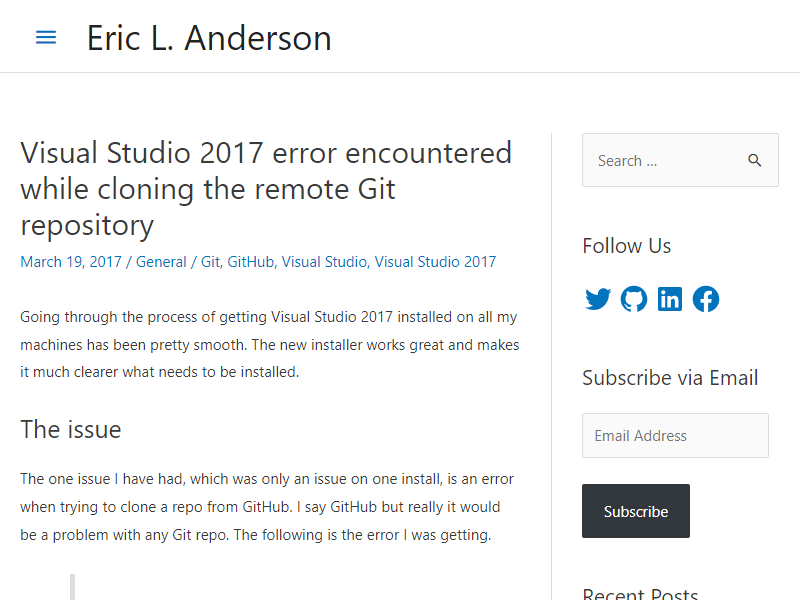 Eric L. Anderson
Visual Studio 2017 error encountered
while cloning the remote Git
repository
March 19, 2017 / General / Git, GitHub, Visual Studio, Visual Studio 2017
Going through the process of getting Visual Studio 2017 installed on all my
machines has been pretty smooth. The new installer works great and makes
it much clearer what needs to be installed.
The issue
The one issue I have had, which was only an issue on one install, is an error
when trying to clone a repo from GitHub. I say GitHub but really it would
be a problem with any Git repo. The following is the error I was getting.
Search ...
Follow Us
Subscribe via Email
Email Address
Subscribe
Recent Posts